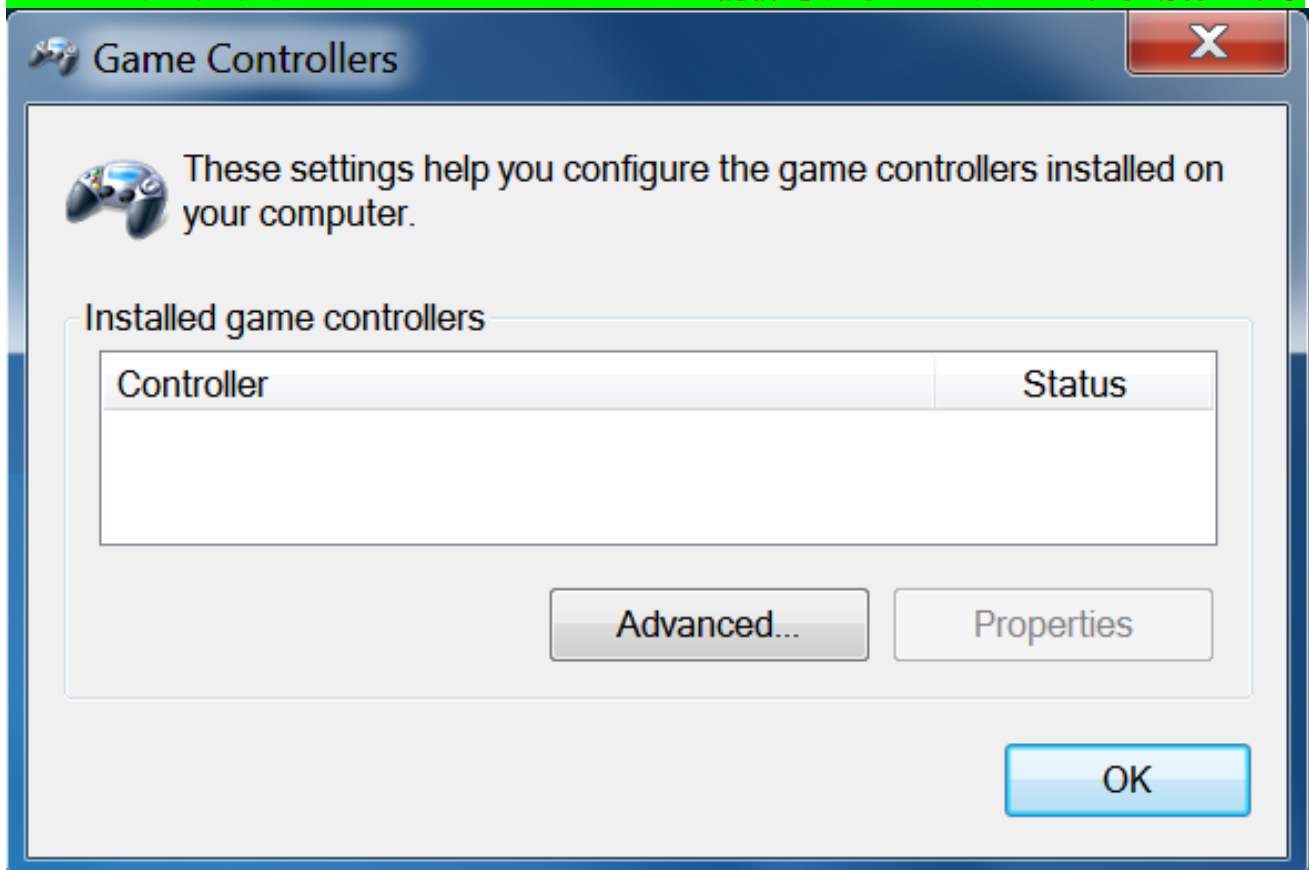 Game Controllers
These settings help you configure the game controllers installed on
your computer.
Installed game controllers
Controller
Status
Advanced...
Properties
OK